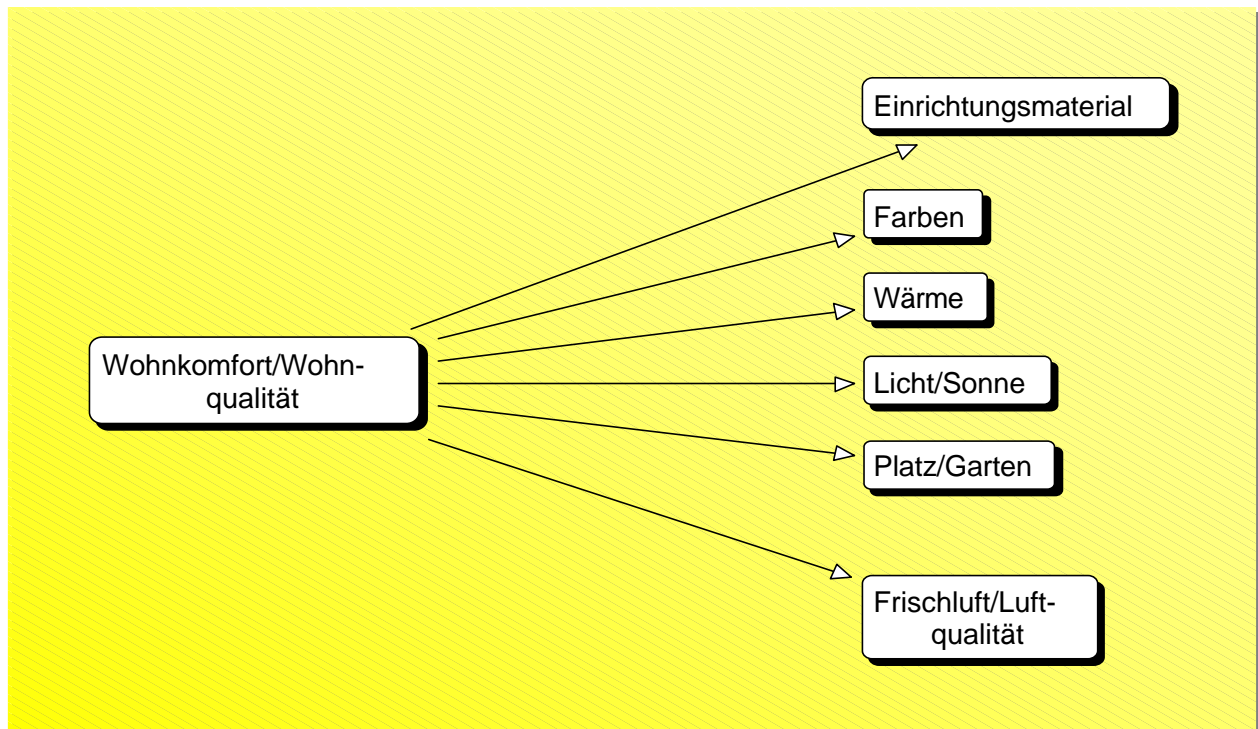 Einrichtungsmaterial
Farben
Wärme
Wohnkomfort/Wohn-
qualität
Licht/Sonne
Platz/Garten
Frischluft/Luft-
qualität